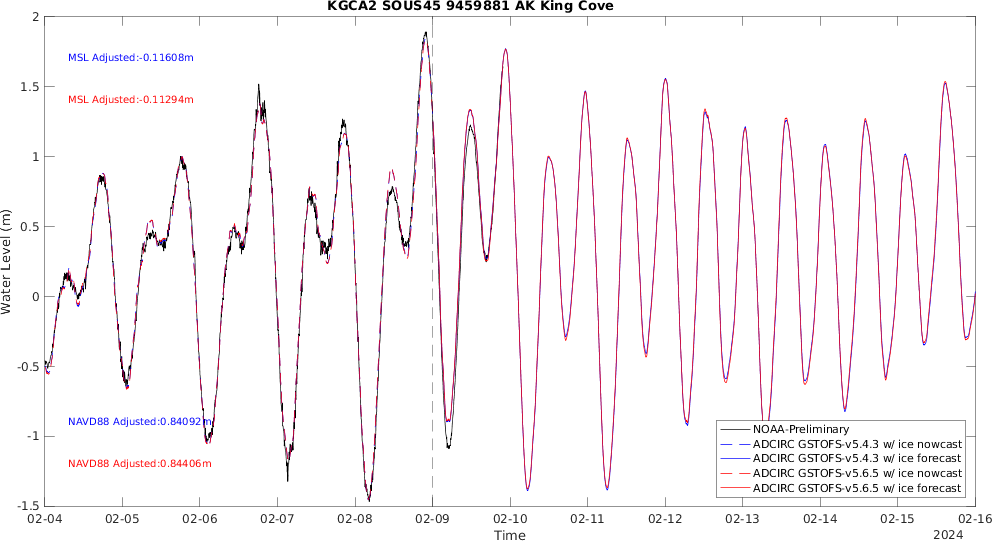 KGCA2 SOUS45 9459881 AK King Cove
2
1.5
1
0.5
0
-0.5
-1
-1.5
Water Level (m)
MSL Adjusted:-0.11608m
MSL Adjusted:-0.11294m
NAVD88 Adjusted:0.84092m
NAVD88 Adjusted:0.84406m
NOAA-Preliminary
ADCIRC GSTOFS-v5.4.3 w/ ice nowcast
ADCIRC GSTOFS-v5.4.3 w/ ice forecast
ADCIRC GSTOFS-v5.6.5 w/ ice nowcast
ADCIRC GSTOFS-v5.6.5 w/ ice forecast
02-04 02-05 02-06 02-07 02-08 02-09 02-10 02-11 02-12 02-13 02-14 02-15 02-16
Time
2024